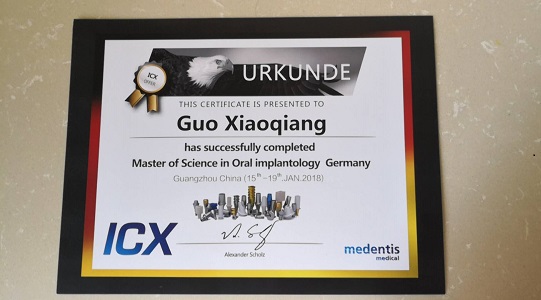 ICX
URKUNDE
THIS CERTIFICATE IS PRESENTED TO
Guo Xiaoqiang
has successfully completed
Master of Science in Oral implantology Germany
Guangzhou China (15th-19th.JAN.2018)
Alexander Scholz
ICX
medentis
medical